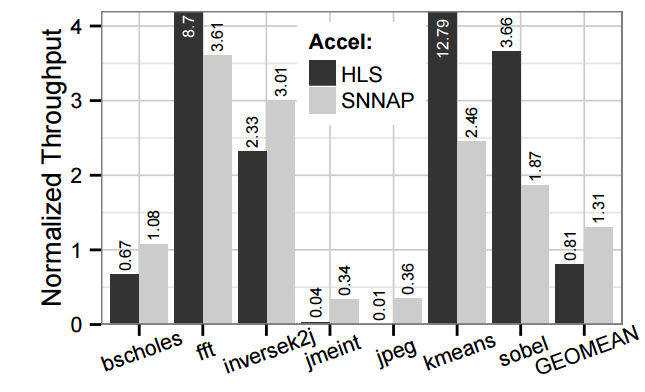 Normalized Throughput
4
3
2
1
0
Accel:
HLS
SNNAP
0.67
1.08
8.7
3.61
2.33
3.01
0.04
0.34
0.01
0.36
12.79
2.46
3.66
1.87
0.81
1.31
bscholes
fft
inversek2j
jmeint
jpeg
kmeans
sobel
GEOMEAN